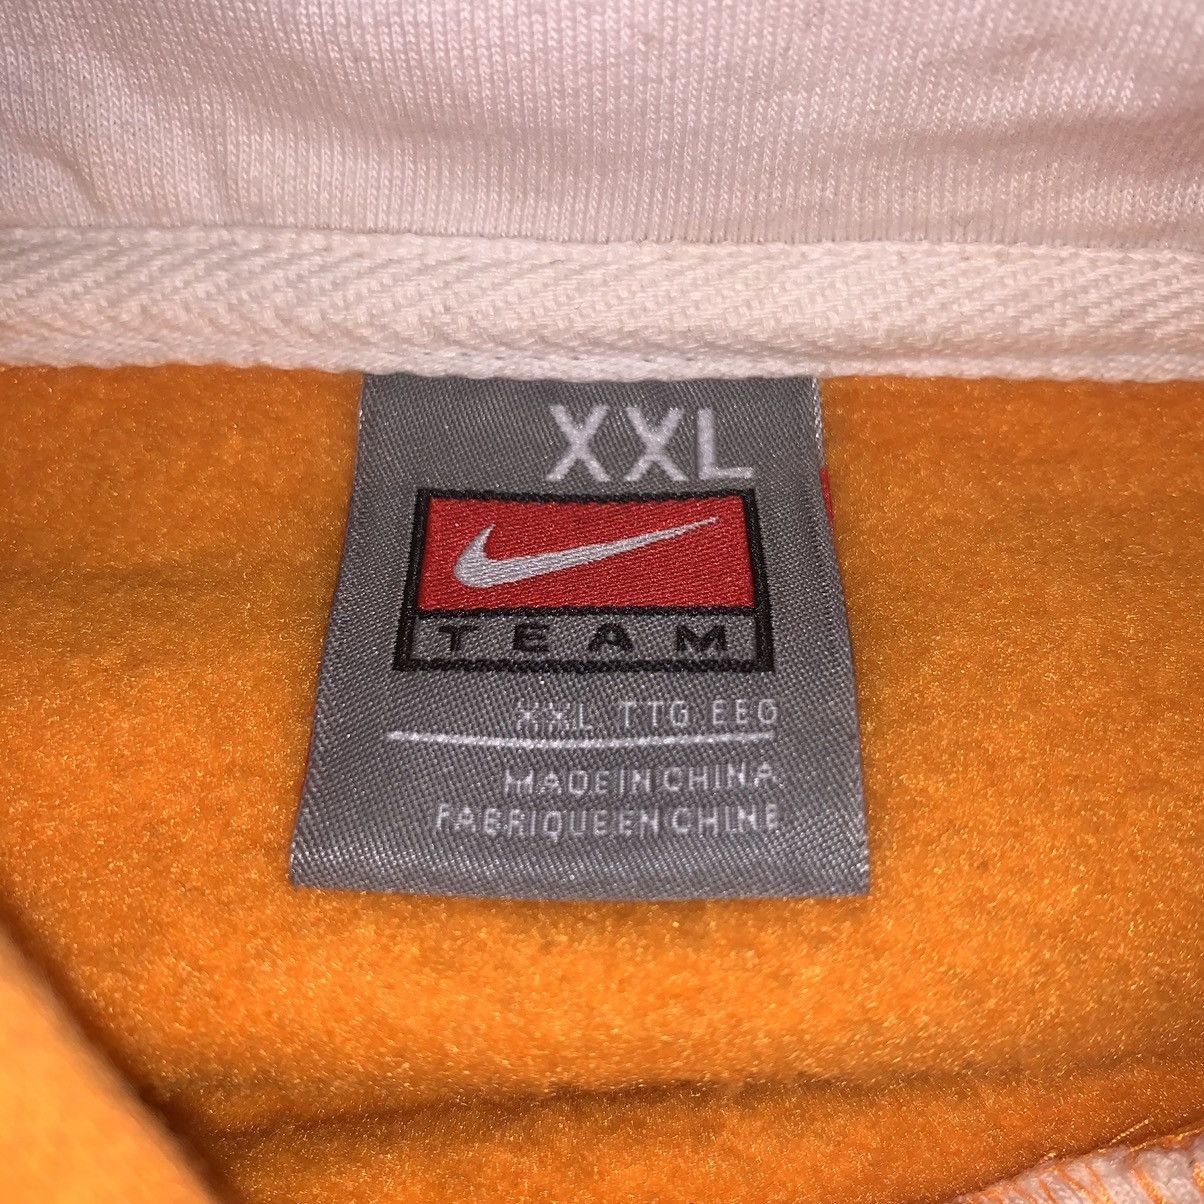 XXL
TEAM
XXL TTG EEG
MADE IN CHINA
FABRIQUE EN CHINE